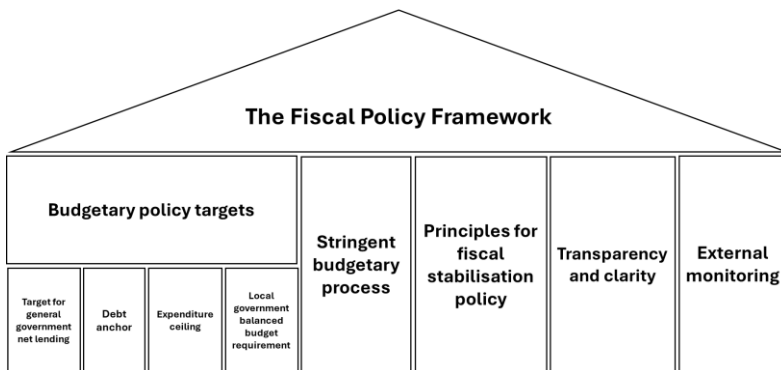 The Fiscal Policy Framework
Budgetary policy targets
Target for
general
government
net lending
Debt
anchor
Expenditure
ceiling
Local
government
balanced
budget
requirement
Stringent
budgetary
process
Principles for
fiscal
stabilisation
policy
Transparency
and clarity
External
monitoring